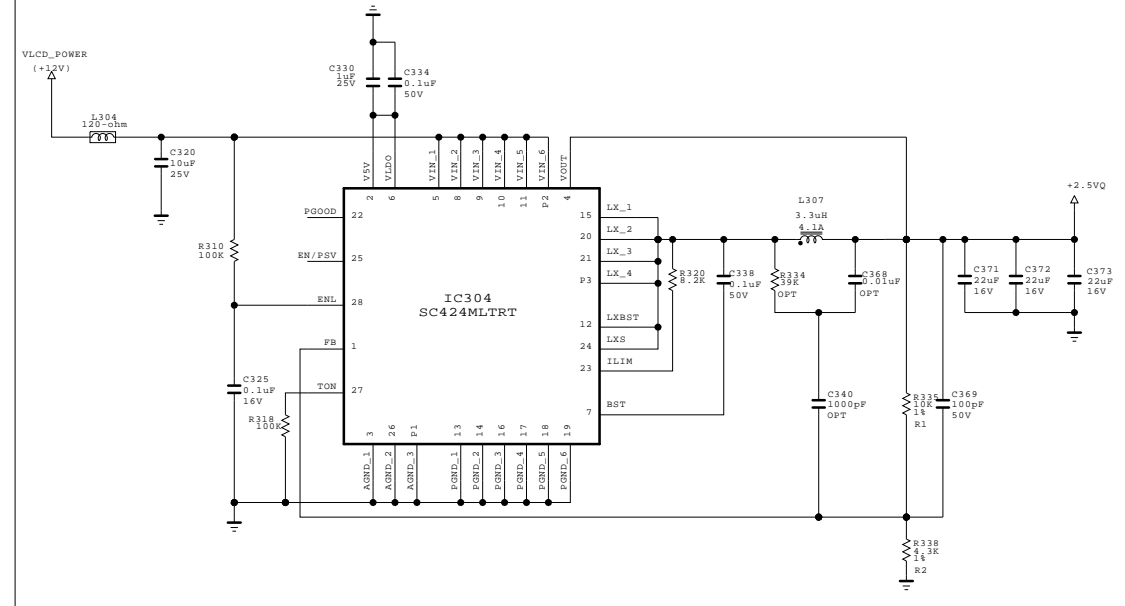 VLCD_POWER
(+12V)
L304
120-ohm
C320
10uF
25V
C330
1uF
25V
C334
0.1uF
50V
V5V
VLDO
VIN_1
VIN_2
VIN_3
VIN_4
VIN_5
VIN_6
VOUT
2
6
5
8
9
10
11
P2
4
R310
100K
C325
0.1uF
16V
R318
100K
PGOOD
22
EN/PSV
25
ENL
28
FB
1
TON
27
IC304
SC424MLTRT
15
LX_1
20
LX_2
21
LX_3
P3
LX_4
12
LXBST
24
LXS
23
ILIM
7
BST
3
26
P1
13
14
16
17
18
19
AGND_1
AGND_2
AGND_3
PGND_1
PGND_2
PGND_3
PGND_4
PGND_5
PGND_6
R320
8.2K
C338
0.1uF
50V
L307
3.3uH
4.1A
R334
39K
OPT
C368
0.01uF
OPT
C340
1000pF
OPT
R335
10K
1%
R1
C369
100pF
50V
R338
4.3K
1%
R2
+2.5VQ
C371
22uF
16V
C372
22uF
16V
C373
22uF
16V